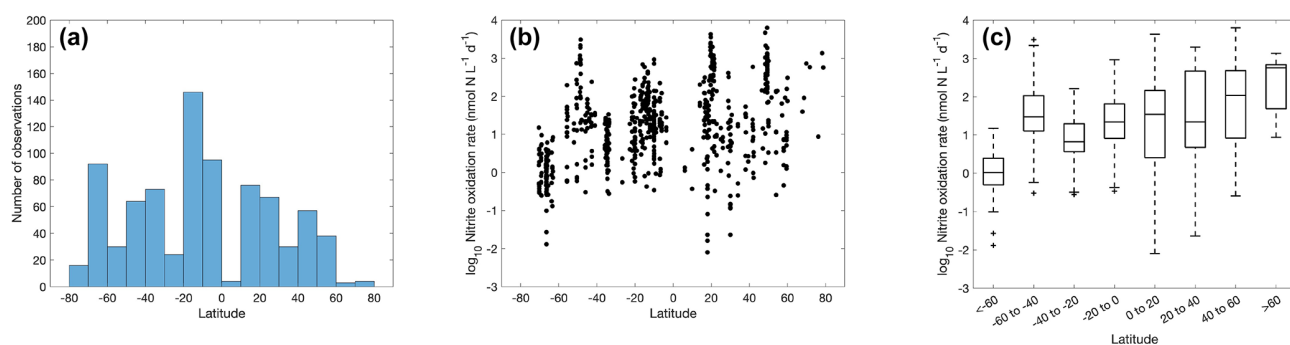 (a)
Number of observations
200
180
160
140
120
100
80
60
40
20
0
-80 -60 -40 -20 0 20 40 60 80
Latitude
(b)
log10 Nitrite oxidation rate (nmol N L-1 d-1)
4
3
2
1
0
-1
-2
-3
-80 -60 -40 -20 0 20 40 60 80
Latitude
(c)
log10 Nitrite oxidation rate (nmol N L-1 d-1)
4
3
2
1
0
-1
-2
-3
<-60 -60 to -40 -40 to -20 -20 to 0 0 to 20 20 to 40 40 to 60 >60
Latitude